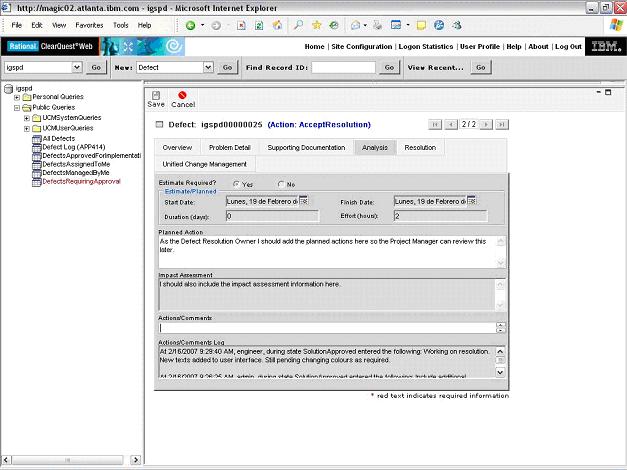 http://magic02.atlanta.ibm.com - igspd - Microsoft Internet Explorer
File Edit View Favorites Tools Help
Back
Rational ClearQuest Web
Home | Site Configuration | Logon Statistics | User Profile | Help | About | Log Out
IBM
igspd Go New: Defect Go Find Record ID: Go View Recent... Go
igspd
Personal Queries
Public Queries
UCMSystemQueries
UCMUserQueries
All Defects
Defect Log (APP414)
DefectsApprovedForImplementati
DefectsAssignedToMe
DefectsManagedByMe
DefectsRequiringApproval
Save Cancel
Defect: igspd00000025 (Action: AcceptResolution)
2 / 2
Overview Problem Detail Supporting Documentation Analysis Resolution
Unified Change Management
Estimate Required? Yes No
Estimate/Planned
Start Date: Lunes, 19 de Febrero d Finish Date: Lunes, 19 de Febrero d
Duration (days): 0 Effort (hous): 2
Planned Action
As the Defect Resolution Owner I should add the planned actions here so the Project Manager can review this
later.
Impact Assessment
I should also include the impact assessment information here.
Actions/Comments
Actions/Comments Log
At 2/16/2007 9:29:40 AM, engineer, during state SolutionApproved entered the following: Working on resolution.
New texts added to user interface. Still pending changing colours as required.
At 2/16/2007 9:26:25 AM, admin, during state SolutionApproved entered the following: Include additional
* red text indicates required information